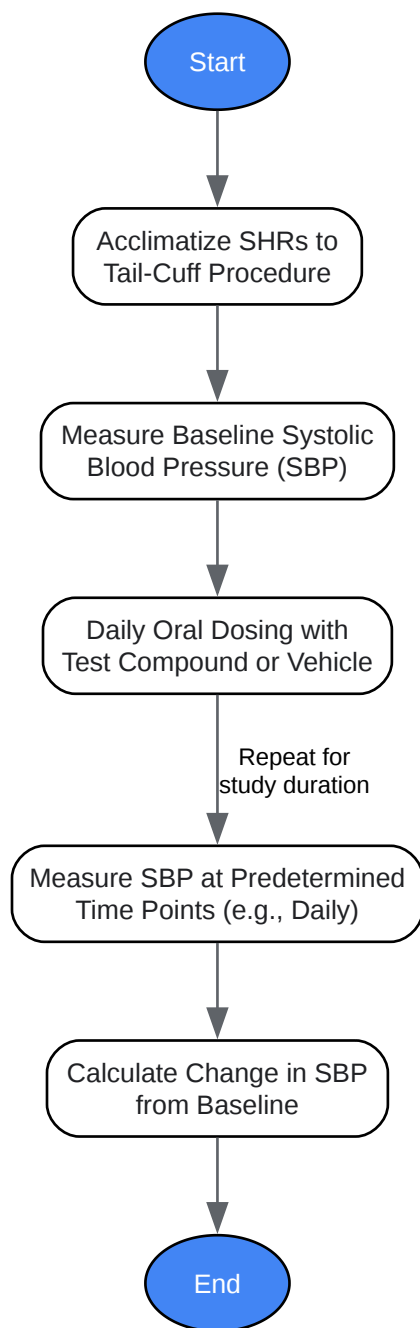 Start
Acclimatize SHRs to
Tail-Cuff Procedure
Measure Baseline Systolic
Blood Pressure (SBP)
Daily Oral Dosing with
Test Compound or Vehicle
Repeat for
study duration
Measure SBP at Predetermined
Time Points (e.g., Daily)
Calculate Change in SBP
from Baseline
End